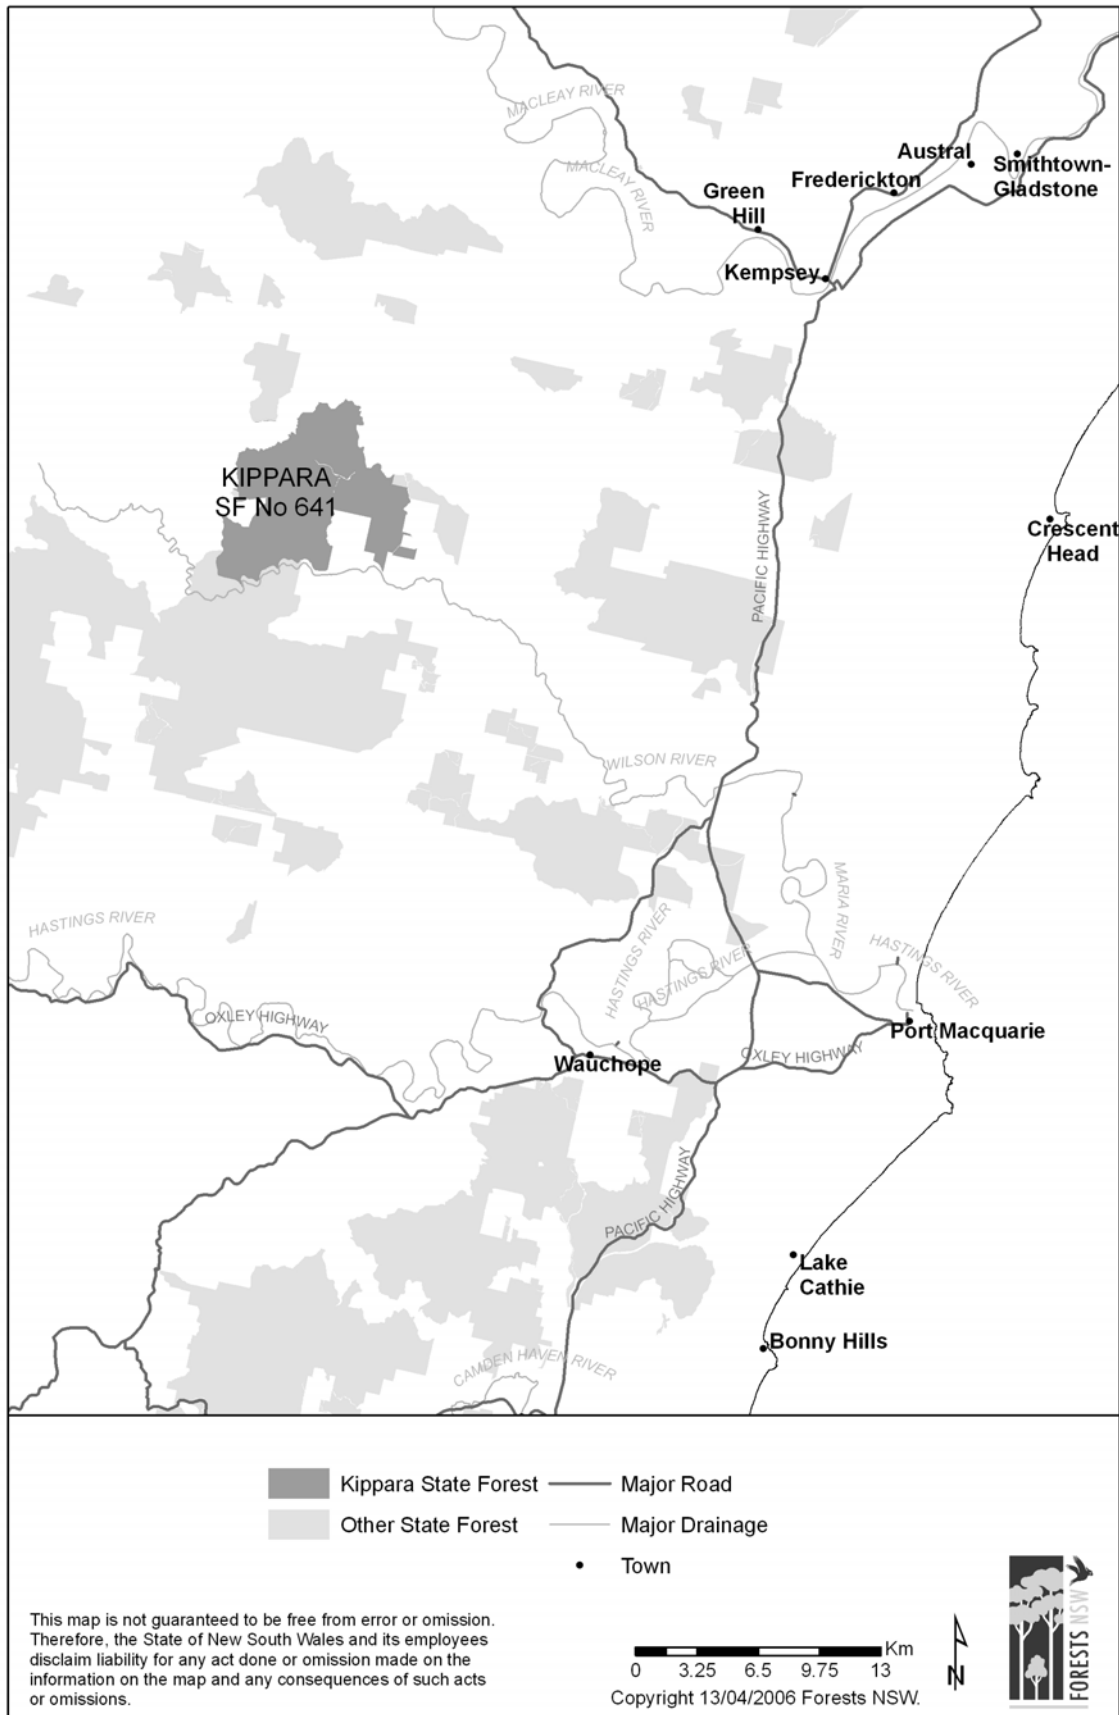 MACLEAY RIVER
MACLEAY RIVER
Austral
Smithtown-
Gladstone
Frederickton
Green
Hill
Kempsey
KIPPARA
SF No 641
PACIFIC HIGHWAY
Crescent
Head
WILSON RIVER
MARIA RIVER
HASTINGS RIVER
HASTINGS RIVER
HASTINGS RIVER
HASTINGS RIVER
OXLEY HIGHWAY
Port Macquarie
OXLEY HIGHWAY
Wauchope
PACIFIC HIGHWAY
Lake
Cathie
Bonny Hills
CAMDEN HAVEN RIVER
Kippara State Forest
Major Road
Other State Forest
Major Drainage
Town
This map is not guaranteed to be free from error or omission.
Therefore, the State of New South Wales and its employees
disclaim liability for any act done or omission made on the
information on the map and any consequences of such acts
or omissions.
Km
0 3.25 6.5 9.75 13
Copyright 13/04/2006 Forests NSW.
N
FORESTS NSW